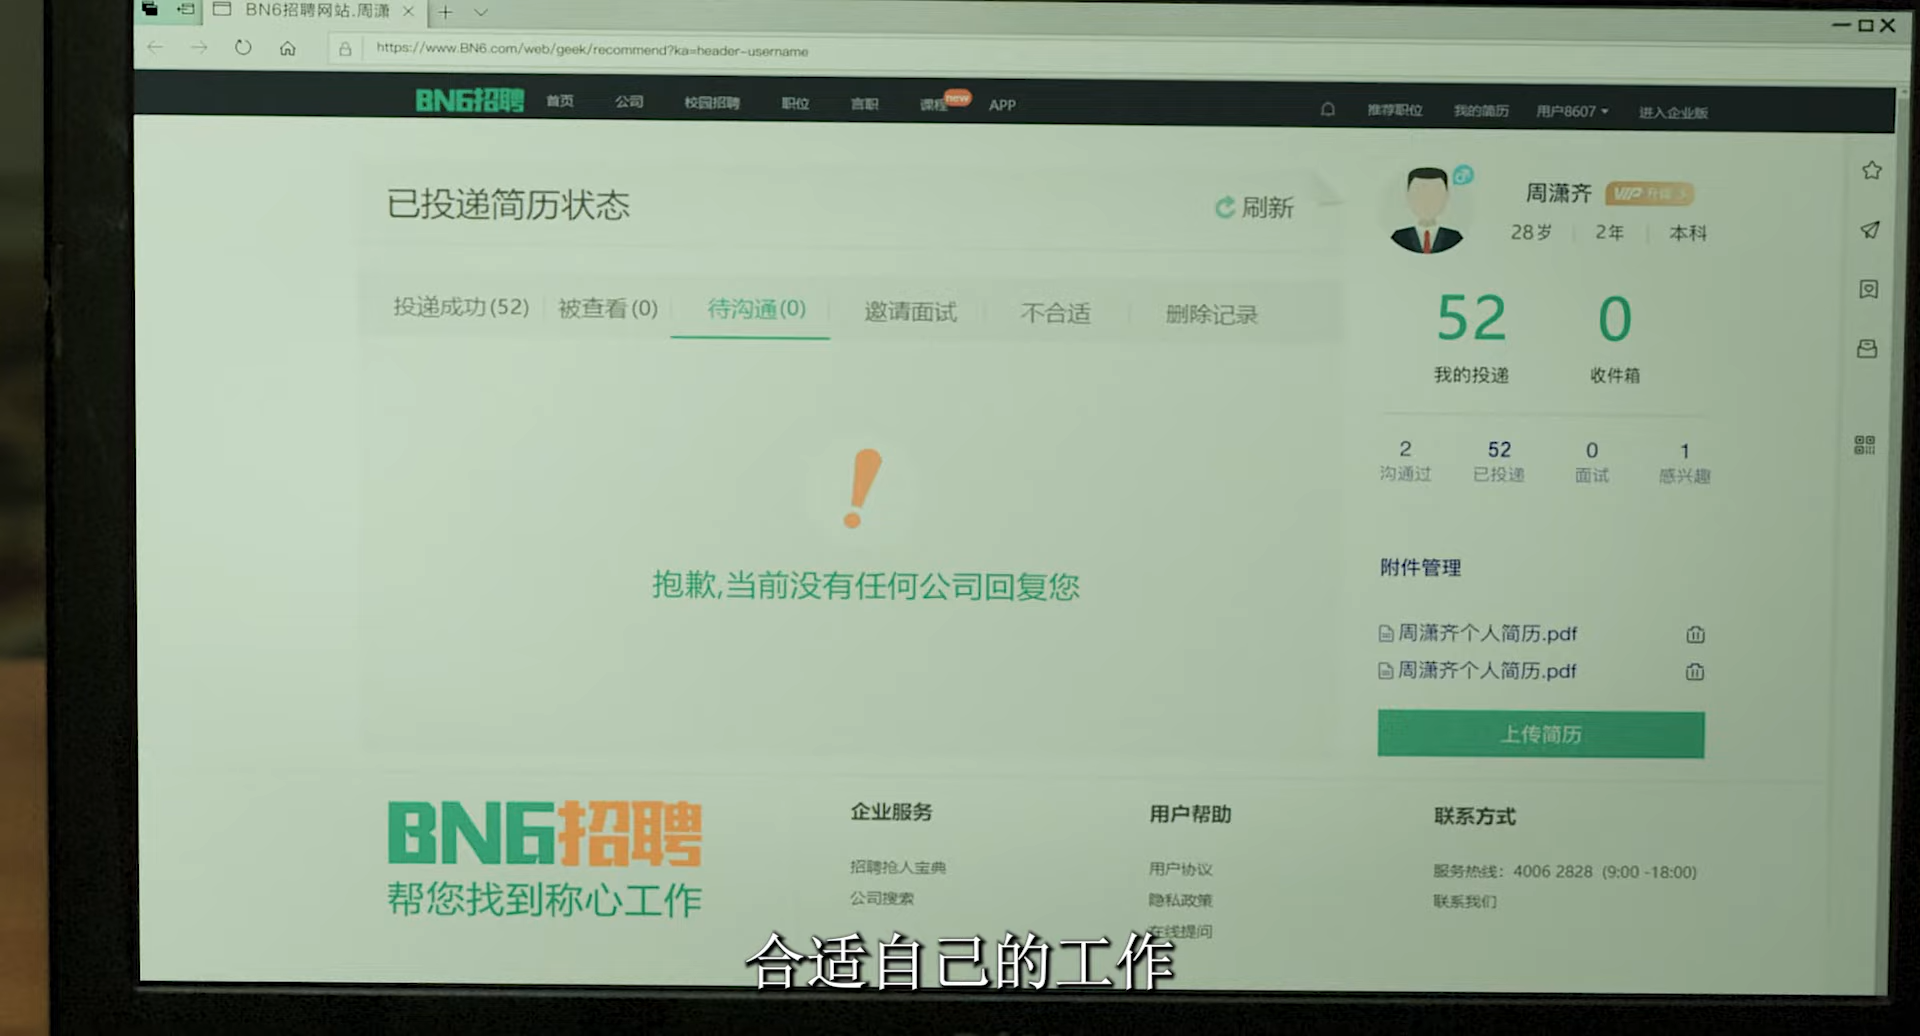 BN6招聘网站.周潇
https://www.BN6.com/web/geek/recommend?ka=header-username
BN6招聘 首页 公司 校园招聘 职位 言职 课程 new APP 推荐职位 我的简历 用户8607 进入企业版
已投递简历状态 刷新
投递成功(52) 被查看(0) 待沟通(0) 邀请面试 不合适 删除记录
抱歉,当前没有任何公司回复您
周潇齐 VIP 升级
28岁 2年 本科
52 0
我的投递 收件箱
2 52 0 1
沟通过 已投递 面试 感兴趣
附件管理
周潇齐个人简历.pdf
周潇齐个人简历.pdf
上传简历
BN6招聘
帮您找到称心工作
企业服务
招聘抢人宝典
公司搜索
用户帮助
用户协议
隐私政策
在线提问
联系方式
服务热线: 4006 2828 (9:00 -18:00)
联系我们
合适自己的工作